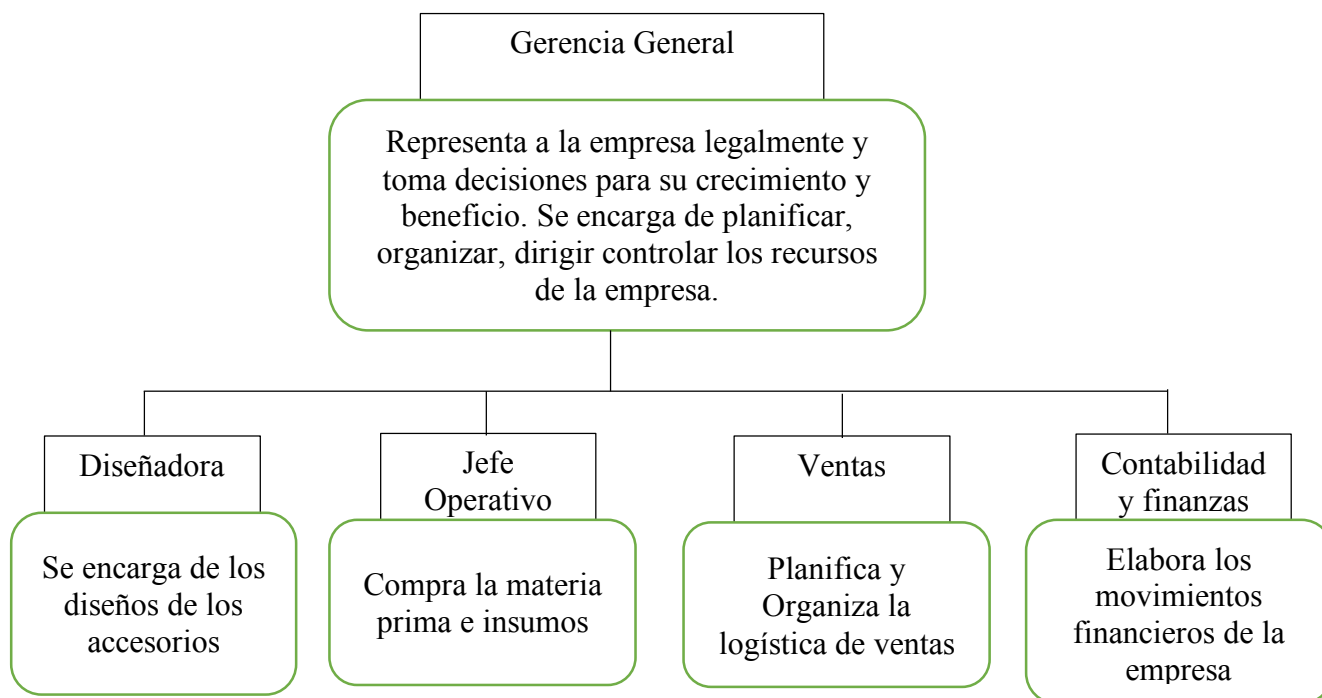 Gerencia General
Representa a la empresa legalmente y
toma decisiones para su crecimiento y
beneficio. Se encarga de planificar,
organizar, dirigir controlar los recursos
de la empresa.
Diseñadora
Se encarga de los
diseños de los
accesorios
Jefe
Operativo
Compra la materia
prima e insumos
Ventas
Planifica y
Organiza la
logística de ventas
Contabilidad
y finanzas
Elabora los
movimientos
financieros de la
empresa